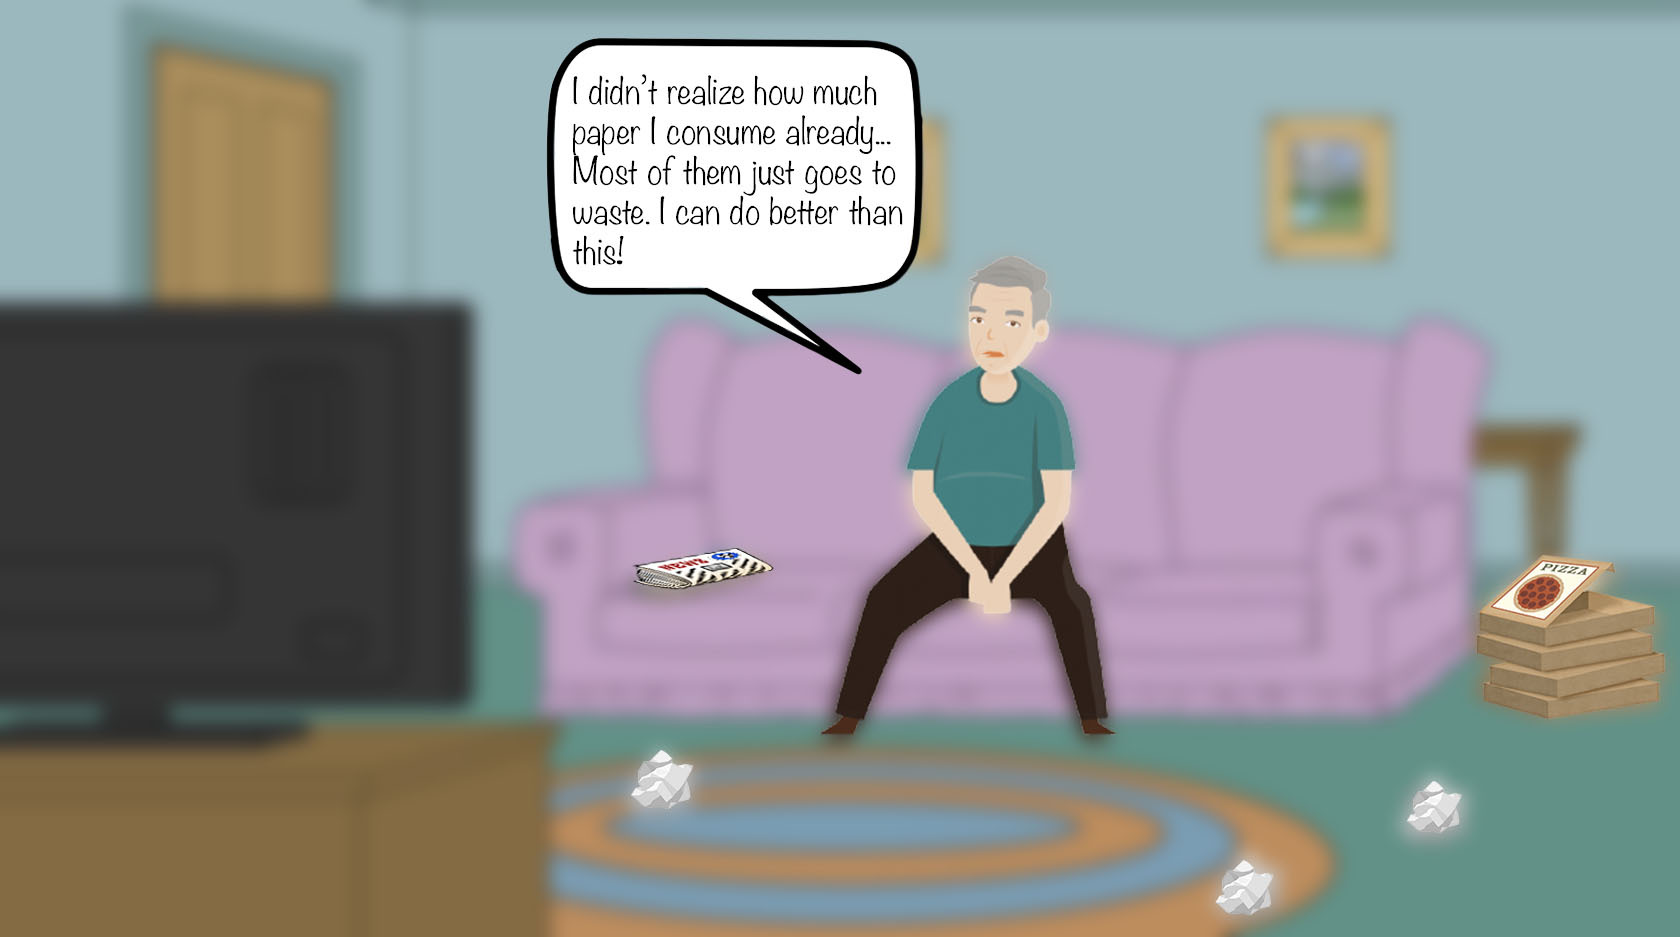 I didn't realize how much
paper I consume already...
Most of them just goes to
waste. I can do better than
this!
NEWS
PIZZA